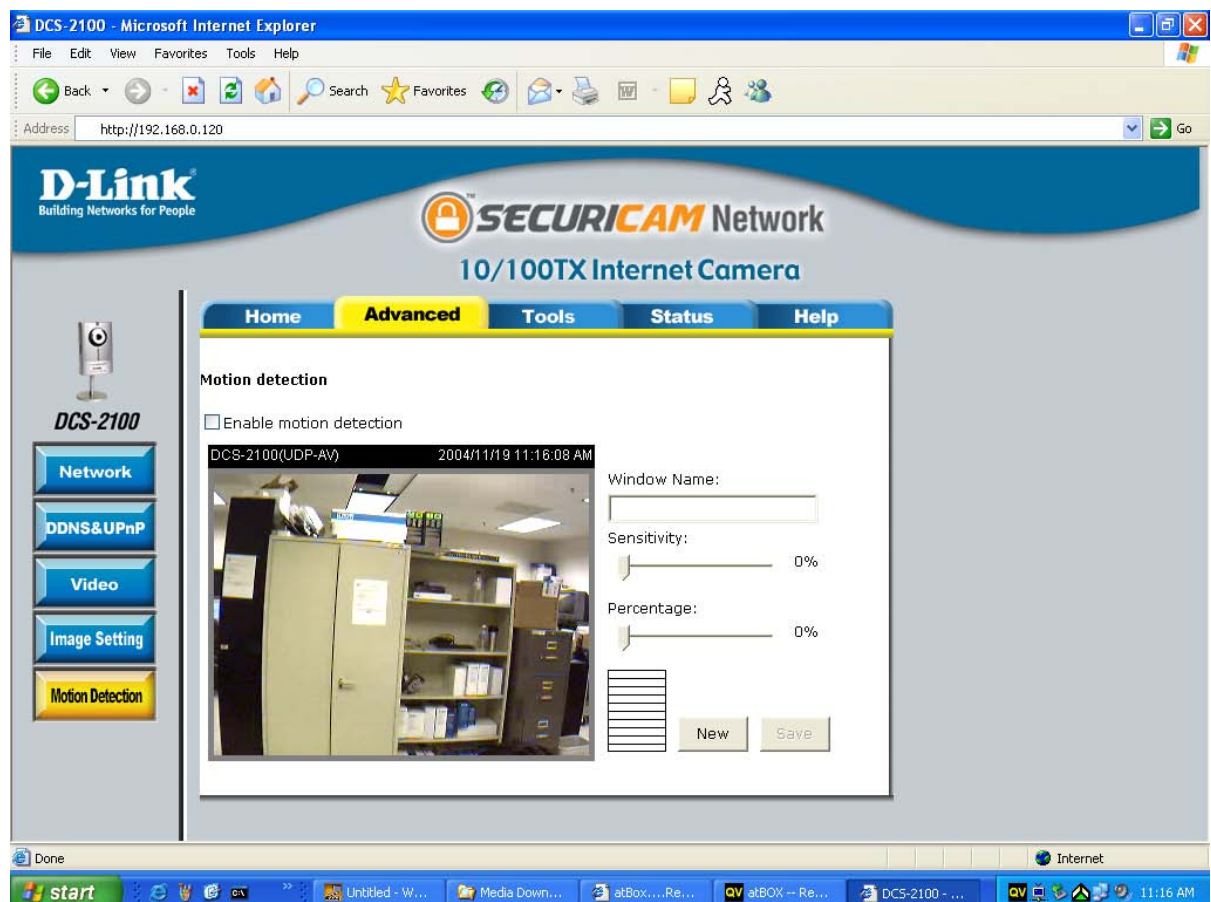 DCS-2100 - Microsoft Internet Explorer
File Edit View Favorites Tools Help
Back Search Favorites
Address http://192.168.0.120 Go
D-Link
Building Networks for People
SECURICAM Network
10/100TX Internet Camera
Home Advanced Tools Status Help
DCS-2100
Network
DDNS&UPnP
Video
Image Setting
Motion Detection
Motion detection
Enable motion detection
DCS-2100(UDP-AV) 2004/11/19 11:16:08 AM
Window Name:
Sensitivity:
0%
Percentage:
0%
New Save
Done Internet
start Untitled - W... Media Down... atBox....Re... QV atBOX -- Re... DCS-2100 - ... QV 11:16 AM